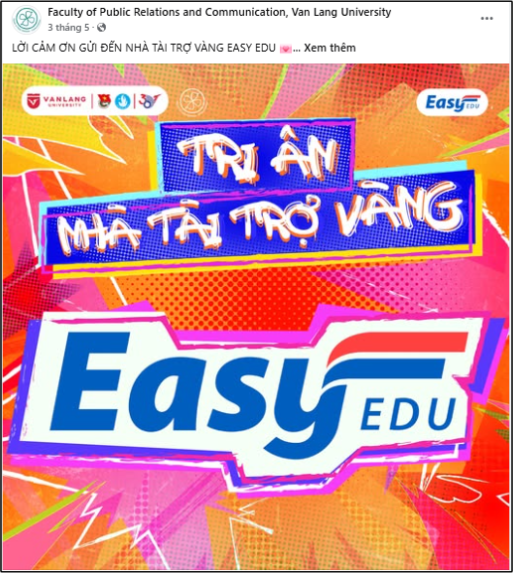 Faculty of Public Relations and Communication, Van Lang University
3 tháng 5 ·
LỜI CẢM ƠN GỬI ĐẾN NHÀ TÀI TRỢ VÀNG EASY EDU 💌... Xem thêm
VANLANG
UNIVERSITY
Easy EDU
TRI ÂN
NHÀ TÀI TRỢ VÀNG
Easy EDU